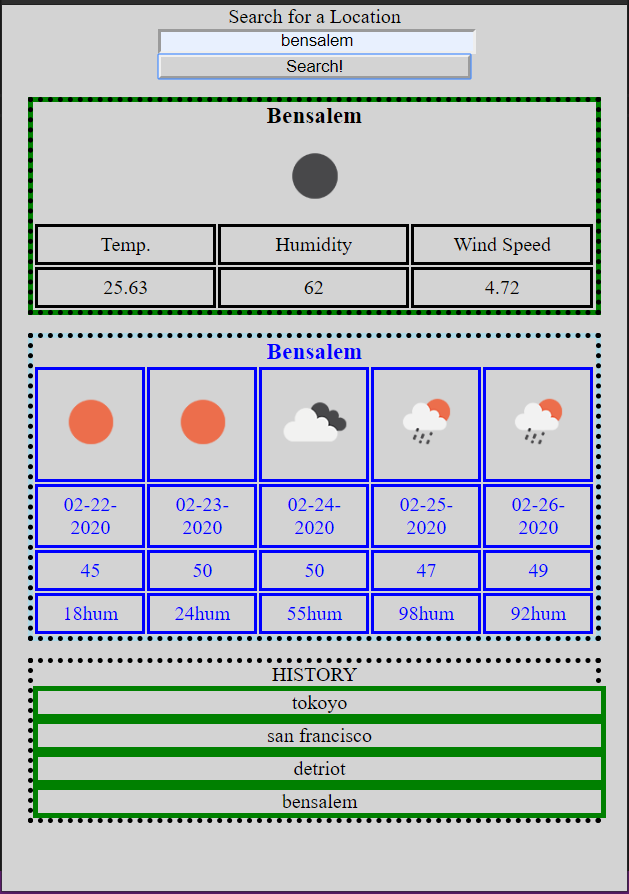 Search for a Location
bensalem
Search!
Bensalem
Temp. Humidity Wind Speed
25.63 62 4.72
Bensalem
02-22- 02-23- 02-24- 02-25- 02-26-
2020 2020 2020 2020 2020
45 50 50 47 49
18hum 24hum 55hum 98hum 92hum
HISTORY
tokoyo
san francisco
detriot
bensalem